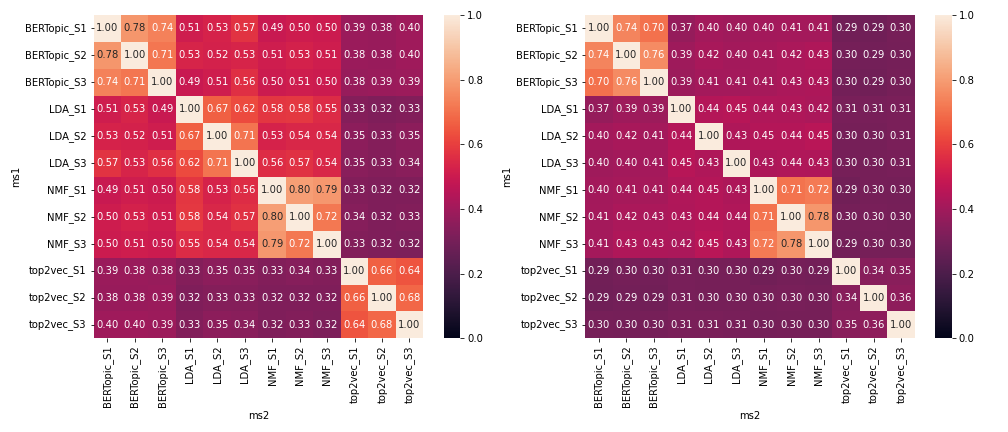 BERTopic_S1 1.00 0.78 0.74 0.51 0.53 0.57 0.49 0.50 0.50 0.39 0.38 0.40
BERTopic_S2 0.78 1.00 0.71 0.53 0.52 0.53 0.51 0.53 0.51 0.38 0.38 0.40
BERTopic_S3 0.74 0.71 1.00 0.49 0.51 0.56 0.50 0.51 0.50 0.38 0.39 0.39
LDA_S1 0.51 0.53 0.49 1.00 0.67 0.62 0.58 0.58 0.55 0.33 0.32 0.33
LDA_S2 0.53 0.52 0.51 0.67 1.00 0.71 0.53 0.54 0.54 0.35 0.33 0.35
LDA_S3 0.57 0.53 0.56 0.62 0.71 1.00 0.56 0.57 0.54 0.35 0.33 0.34
NMF_S1 0.49 0.51 0.50 0.58 0.53 0.56 1.00 0.80 0.79 0.33 0.32 0.32
NMF_S2 0.50 0.53 0.51 0.58 0.54 0.57 0.80 1.00 0.72 0.34 0.32 0.33
NMF_S3 0.50 0.51 0.50 0.55 0.54 0.54 0.79 0.72 1.00 0.33 0.32 0.32
top2vec_S1 0.39 0.38 0.38 0.33 0.35 0.35 0.33 0.34 0.33 1.00 0.66 0.64
top2vec_S2 0.38 0.38 0.39 0.32 0.33 0.33 0.32 0.32 0.32 0.66 1.00 0.68
top2vec_S3 0.40 0.40 0.39 0.33 0.35 0.34 0.32 0.33 0.32 0.64 0.68 1.00
ms1
BERTopic_S1
BERTopic_S2
BERTopic_S3
LDA_S1
LDA_S2
LDA_S3
NMF_S1
NMF_S2
NMF_S3
top2vec_S1
top2vec_S2
top2vec_S3
ms2
1.0
0.8
0.6
0.4
0.2
0.0
BERTopic_S1 1.00 0.74 0.70 0.37 0.40 0.40 0.40 0.41 0.41 0.29 0.29 0.30
BERTopic_S2 0.74 1.00 0.76 0.39 0.42 0.40 0.41 0.42 0.43 0.30 0.29 0.30
BERTopic_S3 0.70 0.76 1.00 0.39 0.41 0.41 0.41 0.43 0.43 0.30 0.29 0.30
LDA_S1 0.37 0.39 0.39 1.00 0.44 0.45 0.44 0.43 0.42 0.31 0.31 0.31
LDA_S2 0.40 0.42 0.41 0.44 1.00 0.43 0.45 0.44 0.45 0.30 0.30 0.31
LDA_S3 0.40 0.40 0.41 0.45 0.43 1.00 0.43 0.44 0.43 0.30 0.30 0.31
NMF_S1 0.40 0.41 0.41 0.44 0.45 0.43 1.00 0.71 0.72 0.29 0.30 0.30
NMF_S2 0.41 0.42 0.43 0.43 0.44 0.44 0.71 1.00 0.78 0.30 0.30 0.30
NMF_S3 0.41 0.43 0.43 0.42 0.45 0.43 0.72 0.78 1.00 0.29 0.30 0.30
top2vec_S1 0.29 0.30 0.30 0.31 0.30 0.30 0.29 0.30 0.29 1.00 0.34 0.35
top2vec_S2 0.29 0.29 0.29 0.31 0.30 0.30 0.30 0.30 0.30 0.34 1.00 0.36
top2vec_S3 0.30 0.30 0.30 0.31 0.31 0.31 0.30 0.30 0.30 0.35 0.36 1.00
ms1
BERTopic_S1
BERTopic_S2
BERTopic_S3
LDA_S1
LDA_S2
LDA_S3
NMF_S1
NMF_S2
NMF_S3
top2vec_S1
top2vec_S2
top2vec_S3
ms2
1.0
0.8
0.6
0.4
0.2
0.0